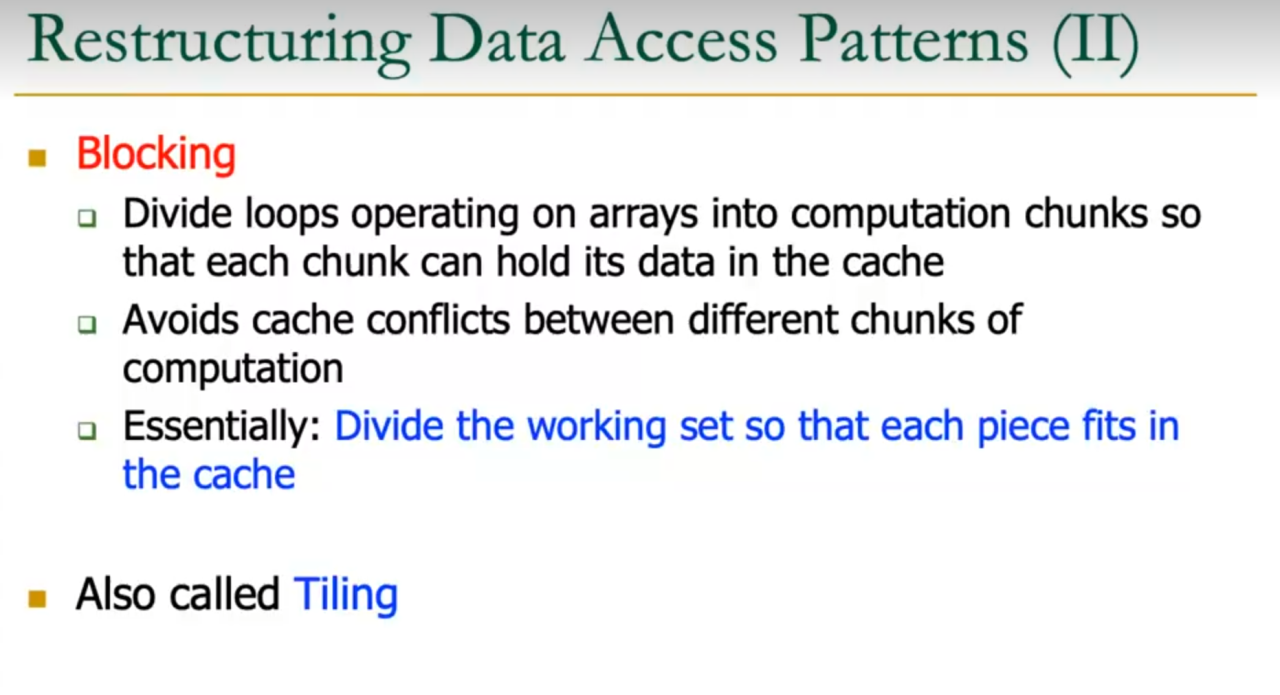 Restructuring Data Access Patterns (II)
Blocking
Divide loops operating on arrays into computation chunks so
that each chunk can hold its data in the cache
Avoids cache conflicts between different chunks of
computation
Essentially: Divide the working set so that each piece fits in
the cache
Also called Tiling